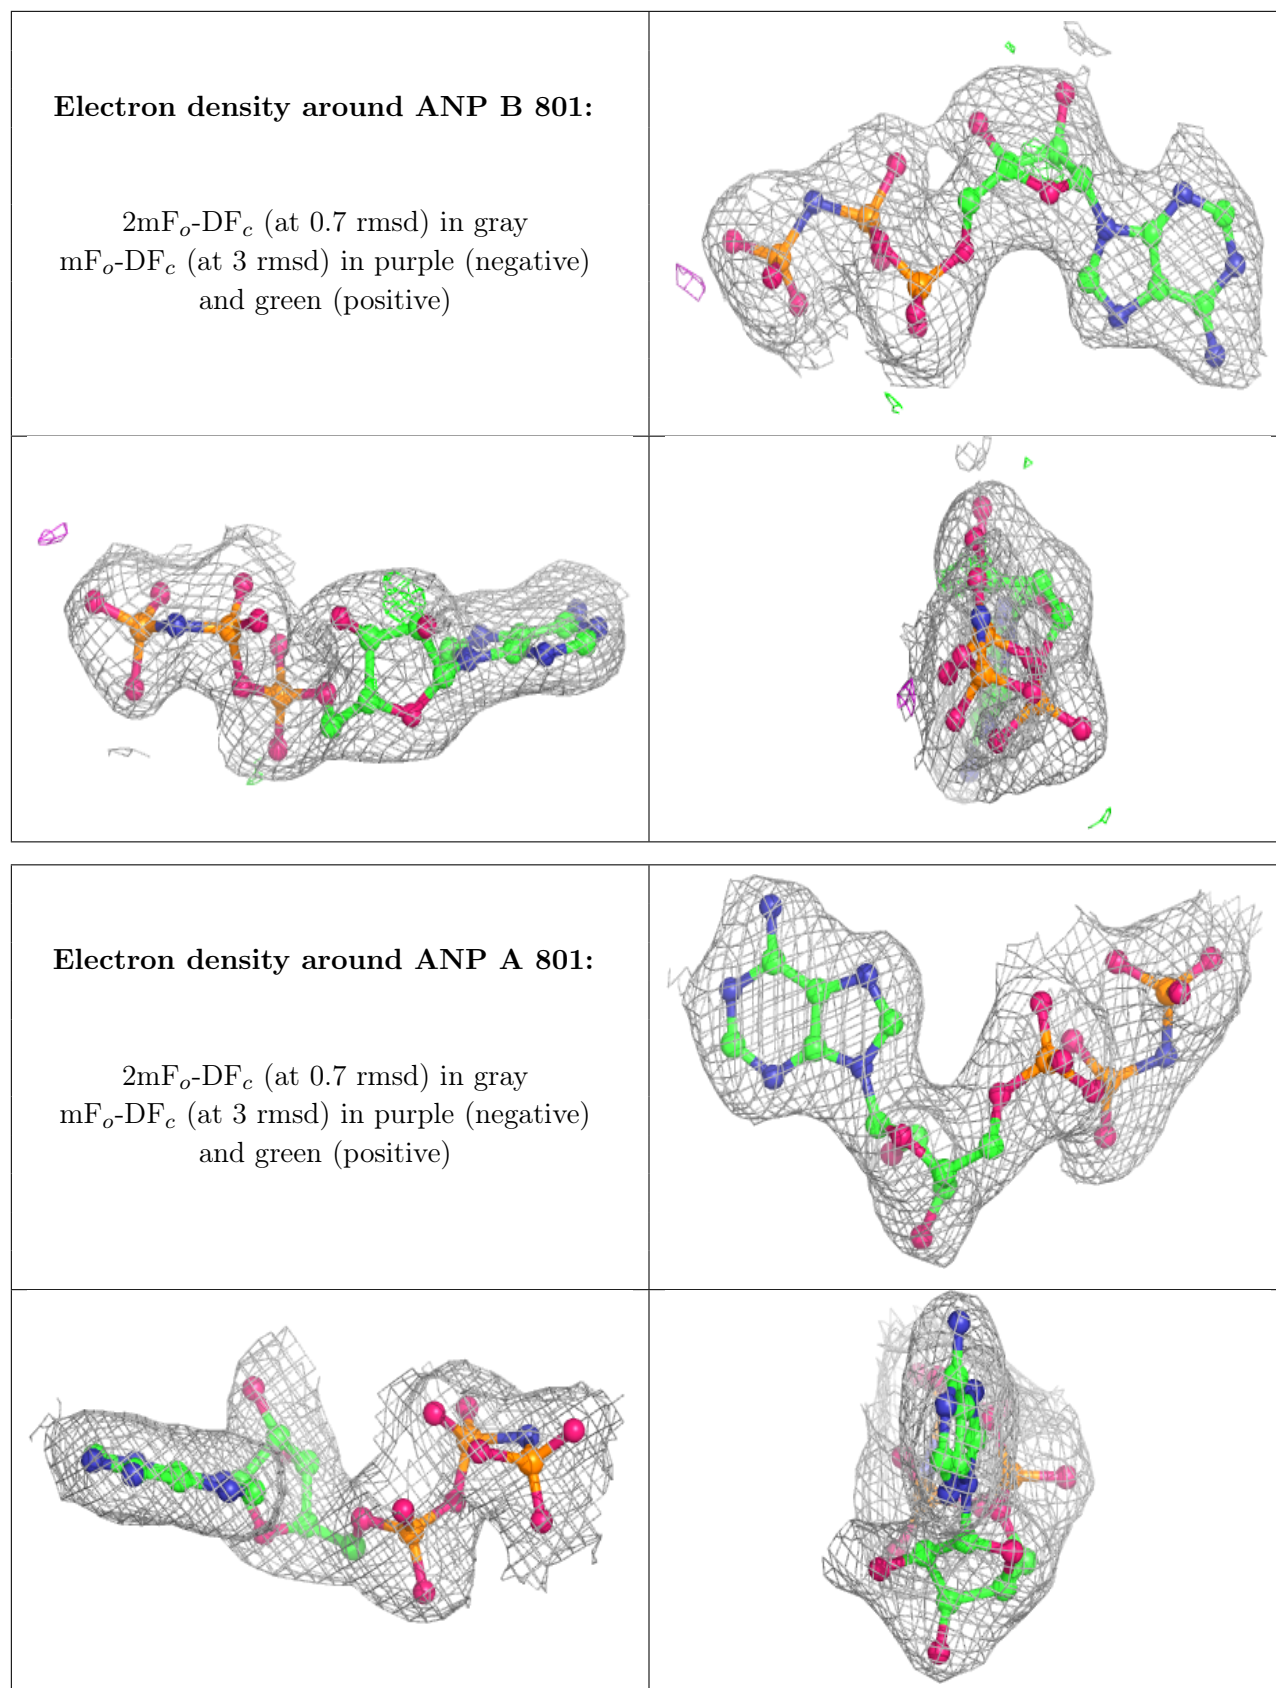 Electron density around ANP B 801:
2mFₒ-DF𝒸 (at 0.7 rmsd) in gray
mFₒ-DF𝒸 (at 3 rmsd) in purple (negative)
and green (positive)
Electron density around ANP A 801:
2mFₒ-DF𝒸 (at 0.7 rmsd) in gray
mFₒ-DF𝒸 (at 3 rmsd) in purple (negative)
and green (positive)